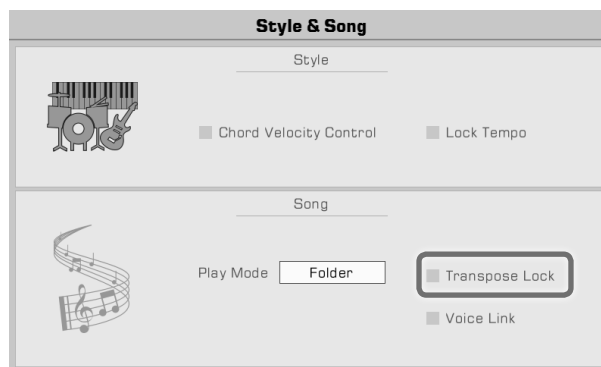 Style & Song
Style
Chord Velocity Control
Lock Tempo
Song
Play Mode
Folder
Transpose Lock
Voice Link